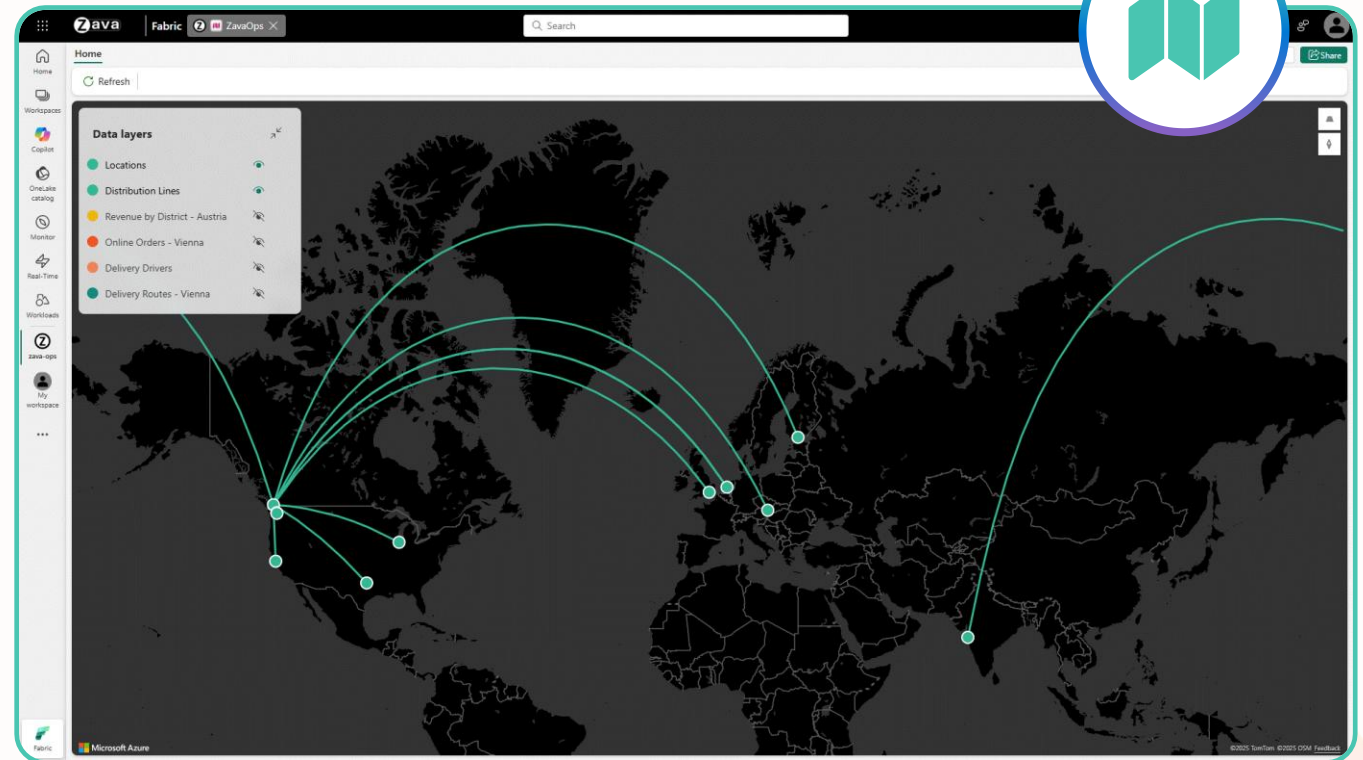 Zava
Fabric
Z
ZavaOps
Search
Home
Share
Refresh
Home
Workspaces
Copilot
OneLake
catalog
Monitor
Real-Time
Workloads
Z
zava-ops
My
workspace
Fabric
Data layers
Locations
Distribution Lines
Revenue by District - Austria
Online Orders - Vienna
Delivery Drivers
Delivery Routes - Vienna
Microsoft Azure
©2025 TomTom ©2025 OSM Feedback